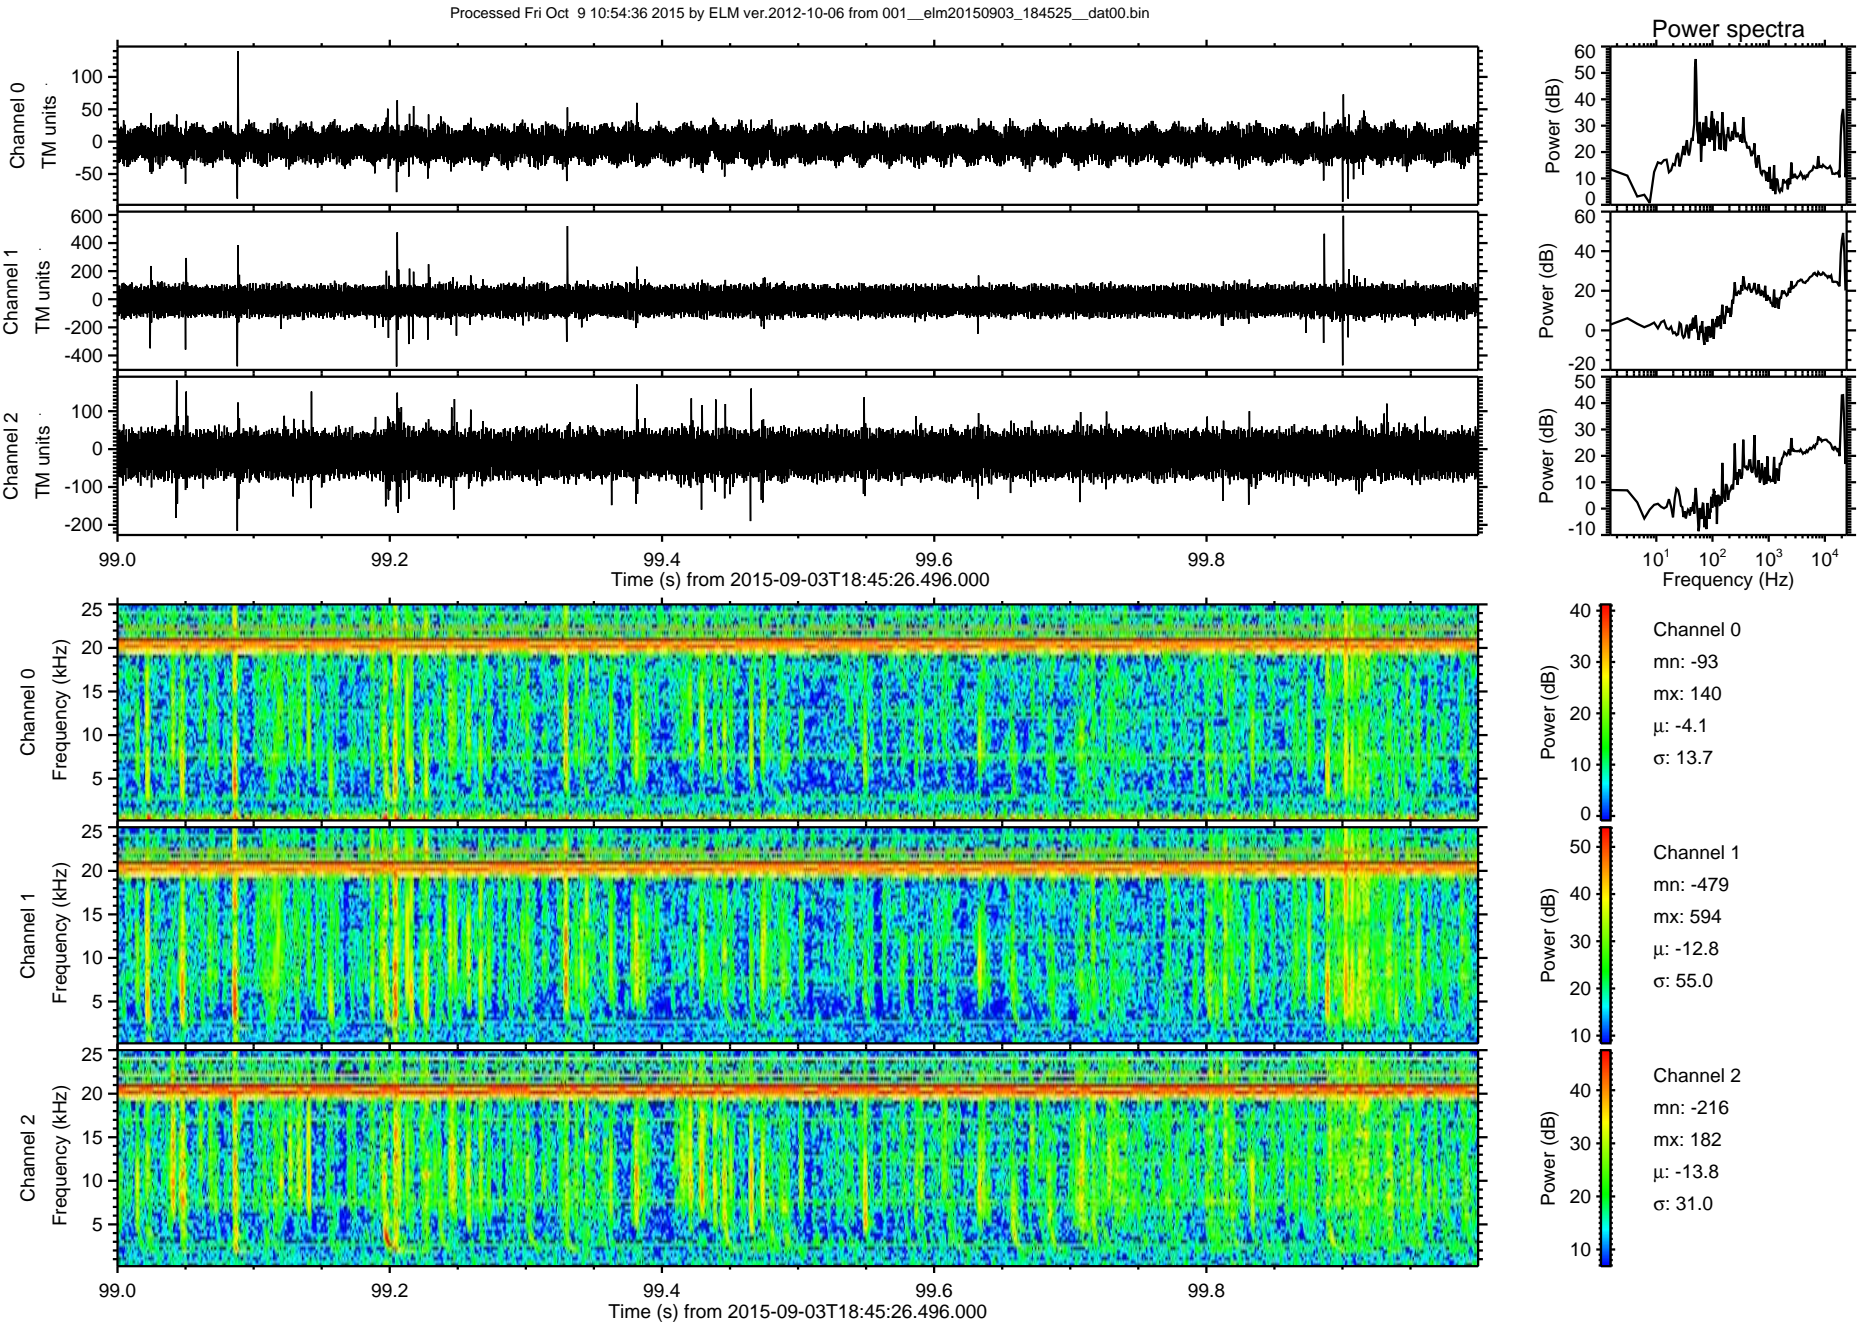 Processed Fri Oct  9 10:54:36 2015 by ELM ver.2012-10-06 from 001__elm20150903_184525__dat00.bin
Power spectra
Channel 0
TM units
100
50
0
-50
Power (dB)
60
50
40
30
20
10
0
Channel 1
TM units
600
400
200
0
-200
-400
Power (dB)
60
40
20
0
-20
Channel 2
TM units
100
0
-100
-200
Power (dB)
50
40
30
20
10
0
-10
99.0
99.2
99.4
99.6
99.8
Time (s) from 2015-09-03T18:45:26.496.000
10^1
10^2
10^3
10^4
Frequency (Hz)
Channel 0
Frequency (kHz)
25
20
15
10
5
Power (dB)
40
30
20
10
0
Channel 0
mn: -93
mx: 140
μ: -4.1
σ: 13.7
Channel 1
Frequency (kHz)
25
20
15
10
5
Power (dB)
50
40
30
20
10
Channel 1
mn: -479
mx: 594
μ: -12.8
σ: 55.0
Channel 2
Frequency (kHz)
25
20
15
10
5
Power (dB)
40
30
20
10
Channel 2
mn: -216
mx: 182
μ: -13.8
σ: 31.0
99.0
99.2
99.4
99.6
99.8
Time (s) from 2015-09-03T18:45:26.496.000